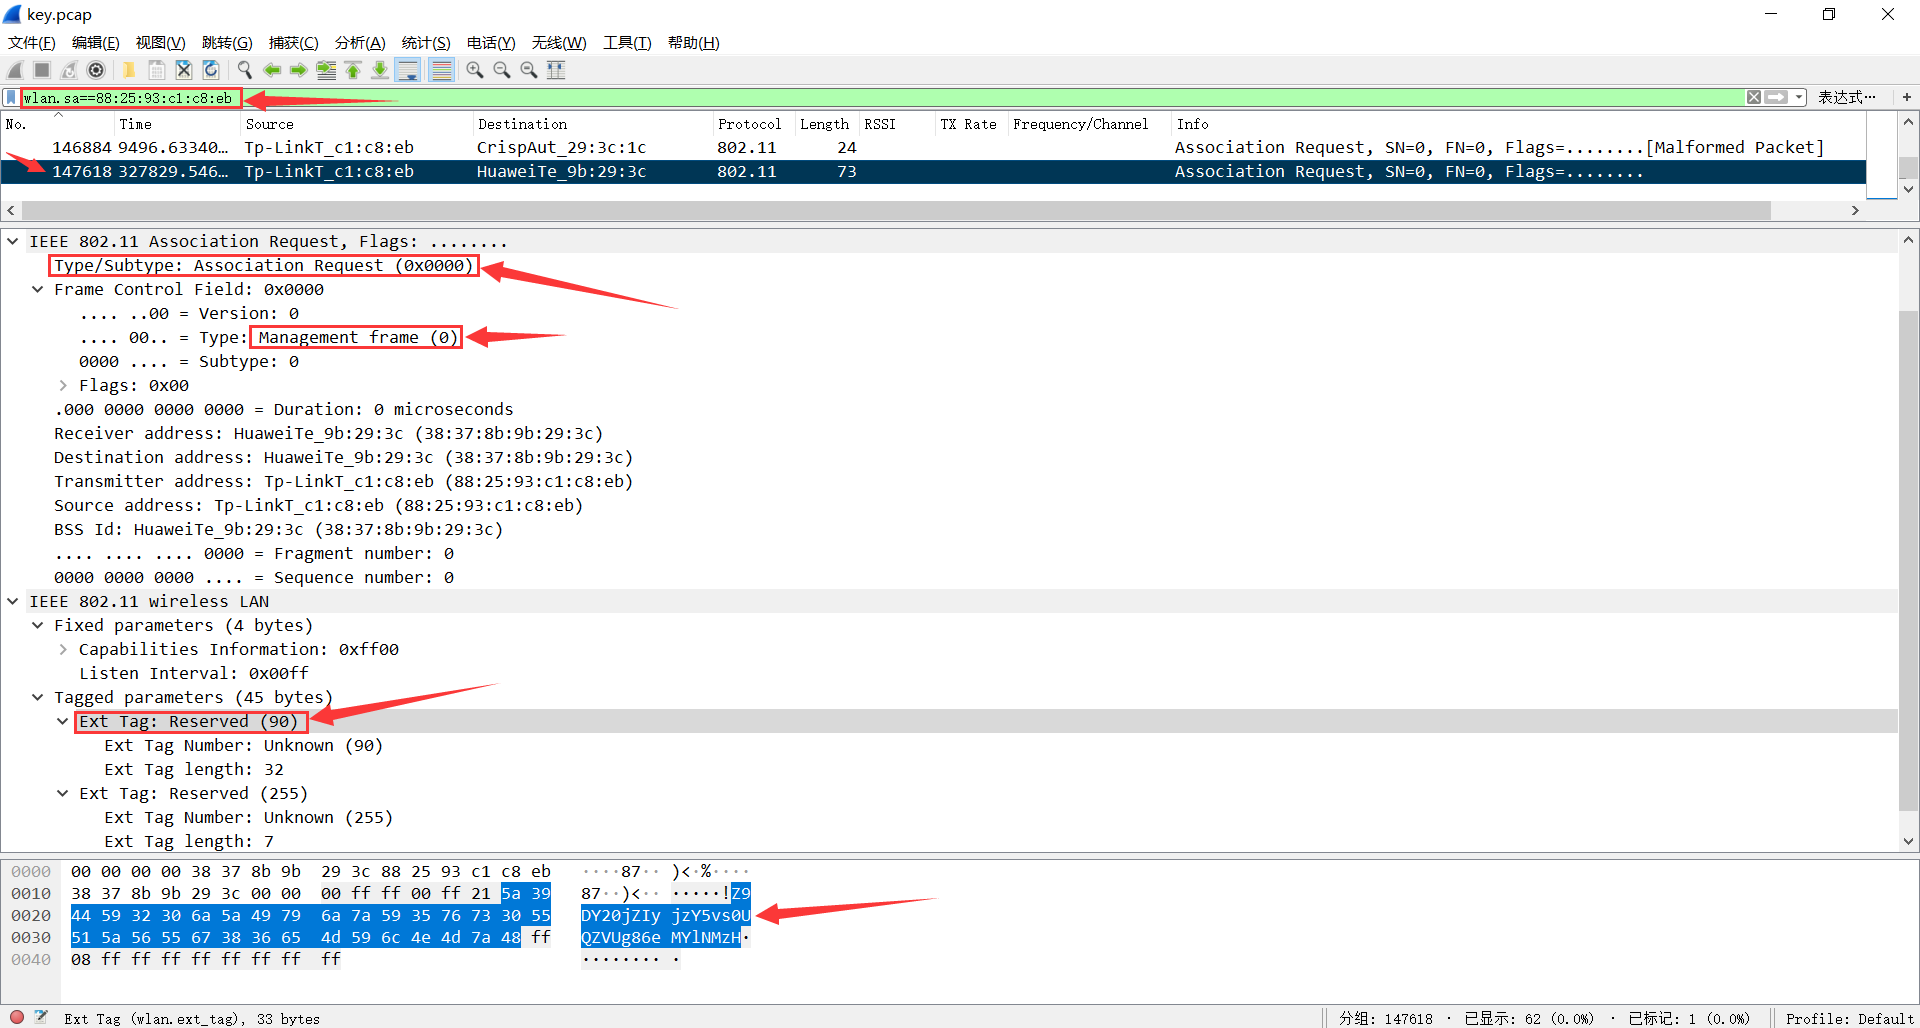 key.pcap
文件(F) 编辑(E) 视图(V) 跳转(G) 捕获(C) 分析(A) 统计(S) 电话(Y) 无线(W) 工具(T) 帮助(H)
wlan.sa==88:25:93:c1:c8:eb 表达式… +
No. Time Source Destination Protocol Length RSSI TX Rate Frequency/Channel Info
146884 9496.63340… Tp-LinkT_c1:c8:eb CrispAut_29:3c:1c 802.11 24 Association Request, SN=0, FN=0, Flags=........[Malformed Packet]
147618 327829.546… Tp-LinkT_c1:c8:eb HuaweiTe_9b:29:3c 802.11 73 Association Request, SN=0, FN=0, Flags=........
IEEE 802.11 Association Request, Flags: ........
Type/Subtype: Association Request (0x0000)
Frame Control Field: 0x0000
.... ..00 = Version: 0
.... 00.. = Type: Management frame (0)
0000 .... = Subtype: 0
Flags: 0x00
.000 0000 0000 0000 = Duration: 0 microseconds
Receiver address: HuaweiTe_9b:29:3c (38:37:8b:9b:29:3c)
Destination address: HuaweiTe_9b:29:3c (38:37:8b:9b:29:3c)
Transmitter address: Tp-LinkT_c1:c8:eb (88:25:93:c1:c8:eb)
Source address: Tp-LinkT_c1:c8:eb (88:25:93:c1:c8:eb)
BSS Id: HuaweiTe_9b:29:3c (38:37:8b:9b:29:3c)
.... .... .... 0000 = Fragment number: 0
0000 0000 0000 .... = Sequence number: 0
IEEE 802.11 wireless LAN
Fixed parameters (4 bytes)
Capabilities Information: 0xff00
Listen Interval: 0x00ff
Tagged parameters (45 bytes)
Ext Tag: Reserved (90)
Ext Tag Number: Unknown (90)
Ext Tag length: 32
Ext Tag: Reserved (255)
Ext Tag Number: Unknown (255)
Ext Tag length: 7
0000 00 00 00 00 38 37 8b 9b 29 3c 88 25 93 c1 c8 eb ····87·· )<·%····
0010 38 37 8b 9b 29 3c 00 00 00 ff ff 00 ff 21 5a 39 87··)<·· ·····!Z9
0020 44 59 32 30 6a 5a 49 79 6a 7a 59 35 76 73 30 55 DY20jZIy jzY5vs0U
0030 51 5a 56 55 67 38 36 65 4d 59 6c 4e 4d 7a 48 ff QZVUg86e MYlNMzH·
0040 08 ff ff ff ff ff ff ff ff ········ ·
Ext Tag (wlan.ext_tag), 33 bytes 分组: 147618 · 已显示: 62 (0.0%) · 已标记: 1 (0.0%) Profile: Default